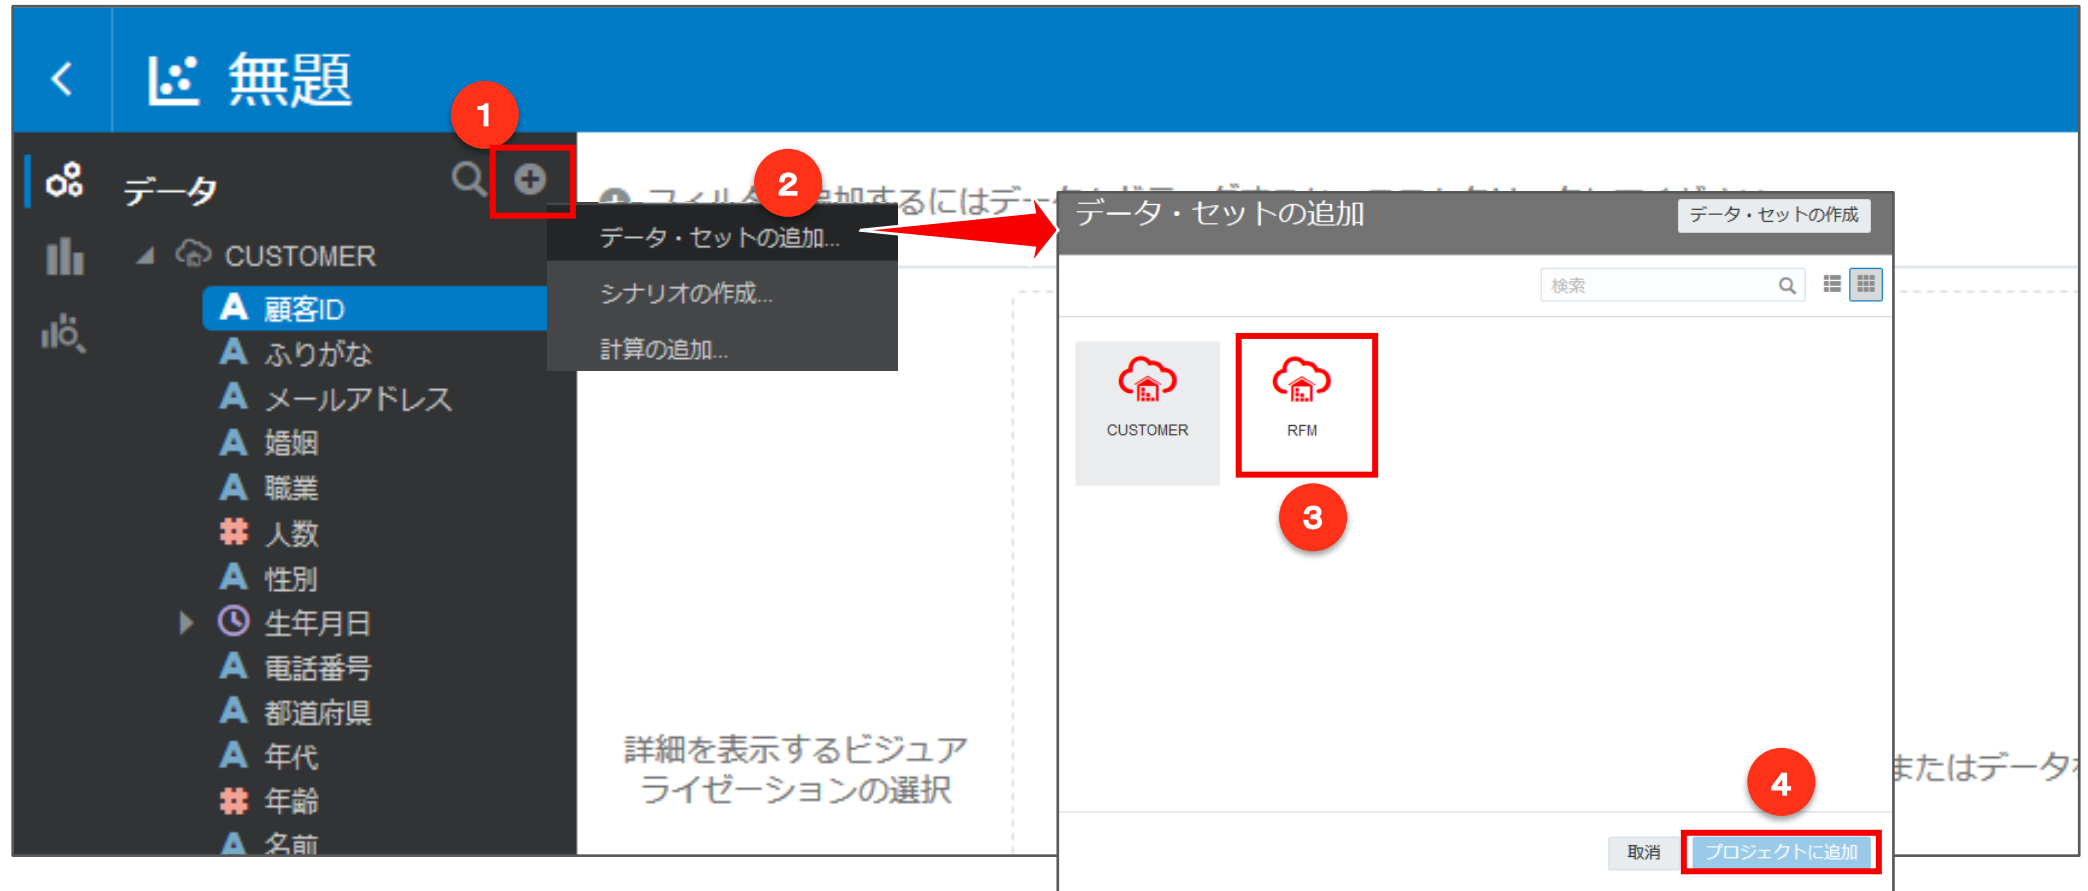 無題
1
データ
2
データ・セットの追加...
シナリオの作成...
計算の追加...
CUSTOMER
顧客ID
ふりがな
メールアドレス
婚姻
職業
人数
性別
生年月日
電話番号
都道府県
年代
年齢
名前
詳細を表示するビジュア
ライゼーションの選択
データ・セットの追加
データ・セットの作成
検索
CUSTOMER
RFM
3
4
またはデータ
取消
プロジェクトに追加